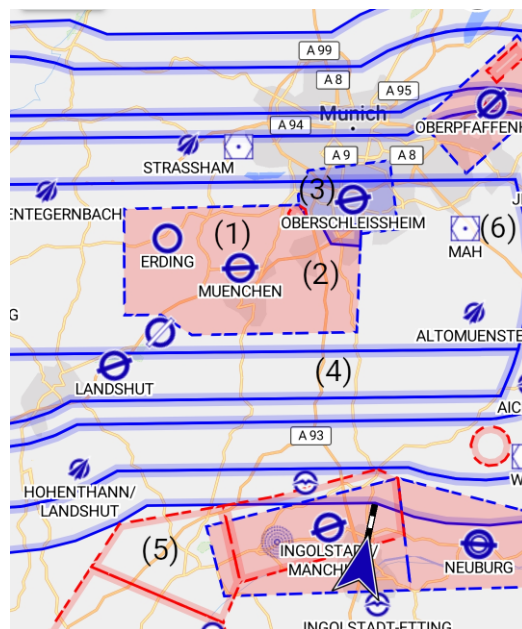 A 99
A 8
A 95
Munich
A 94
OBERPFAFFENH
STRASSHAM
A 9
A 8
(3)
ENTEGERNBACH
OBERSCHLEISSHEIM
(1)
(6)
MAH
ERDING
(2)
MUENCHEN
G
ALTOMUENSTE
LANDSHUT
(4)
AIC
A 93
W
HOHENTHANN/
LANDSHUT
(5)
INGOLSTADT/
MANCHI
NEUBURG
INGOLSTADT-ETTING